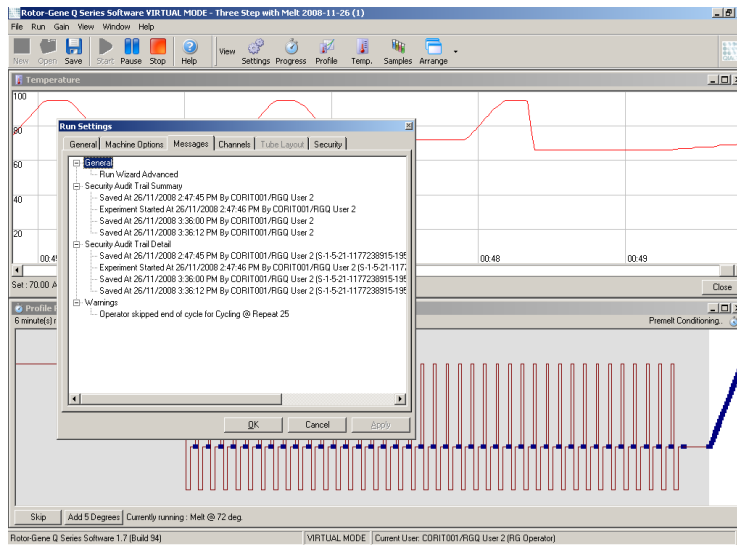 Rotor-Gene Q Series Software VIRTUAL MODE - Three Step with Melt 2008-11-26 (1)
File Run Gain View Window Help
New Open Save Start Pause Stop Help View Settings Progress Profile Temp. Samples Arrange
Temperature
100
80
60
40
20
00:48
00:49
Set : 70.00
Close
Run Settings
General Machine Options Messages Channels Tube Layout Security
General
Run Wizard Advanced
Security Audit Trail Summary
Saved At 26/11/2008 2:47:45 PM By CORIT001/RGQ User 2
Experiment Started At 26/11/2008 2:47:46 PM By CORIT001/RGQ User 2
Saved At 26/11/2008 3:36:00 PM By CORIT001/RGQ User 2
Saved At 26/11/2008 3:36:12 PM By CORIT001/RGQ User 2
Security Audit Trail Detail
Saved At 26/11/2008 2:47:45 PM By CORIT001/RGQ User 2 (S-1-5-21-1177238915-195
Experiment Started At 26/11/2008 2:47:46 PM By CORIT001/RGQ User 2 (S-1-5-21-117
Saved At 26/11/2008 3:36:00 PM By CORIT001/RGQ User 2 (S-1-5-21-1177238915-195
Saved At 26/11/2008 3:36:12 PM By CORIT001/RGQ User 2 (S-1-5-21-1177238915-195
Warnings
Operator skipped end of cycle for Cycling @ Repeat 25
OK Cancel Apply
Profile
6 minute(s)
Premelt Conditioning..
Skip Add 5 Degrees Currently running : Melt @ 72 deg.
Rotor-Gene Q Series Software 1.7 (Build 94) VIRTUAL MODE Current User: CORIT001/RGQ User 2 (RG Operator)